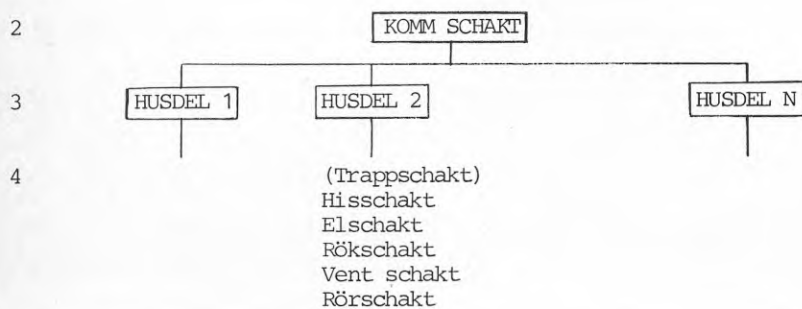 2 KOMM SCHAKT
3 HUSDEL 1 HUSDEL 2 HUSDEL N
4 (Trappschakt)
Hisschakt
Elschakt
Rökschakt
Vent schakt
Rörschakt